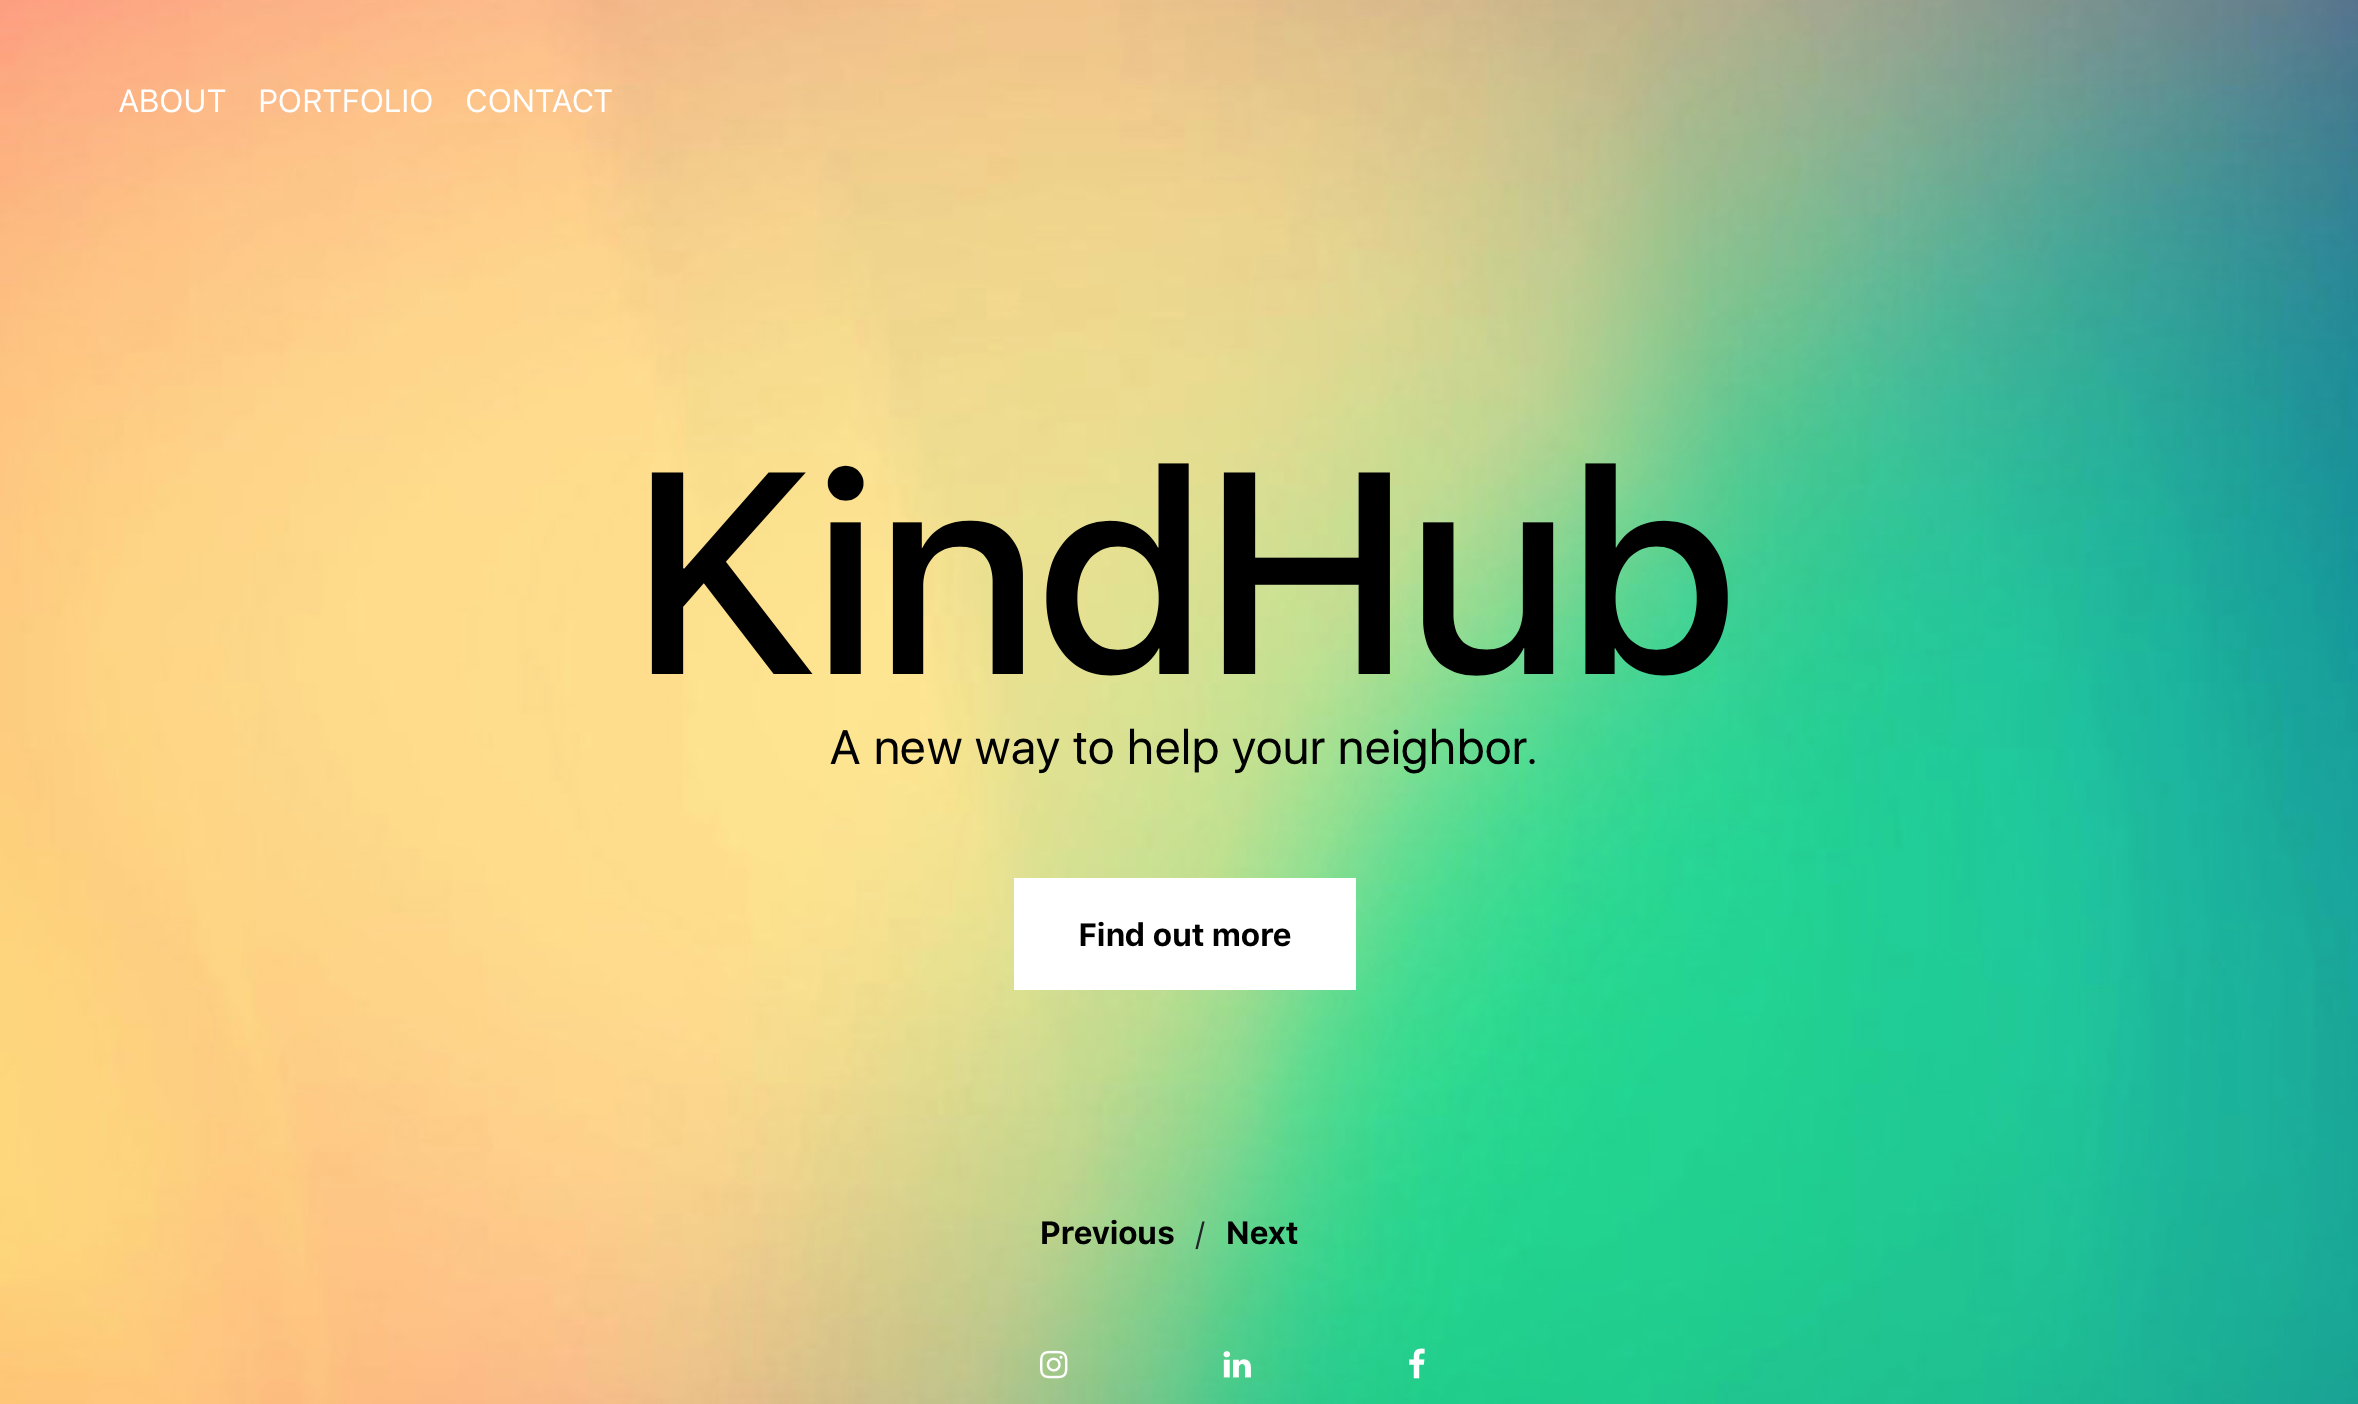 ABOUT PORTFOLIO CONTACT
KindHub
A new way to help your neighbor.
Find out more
Previous / Next